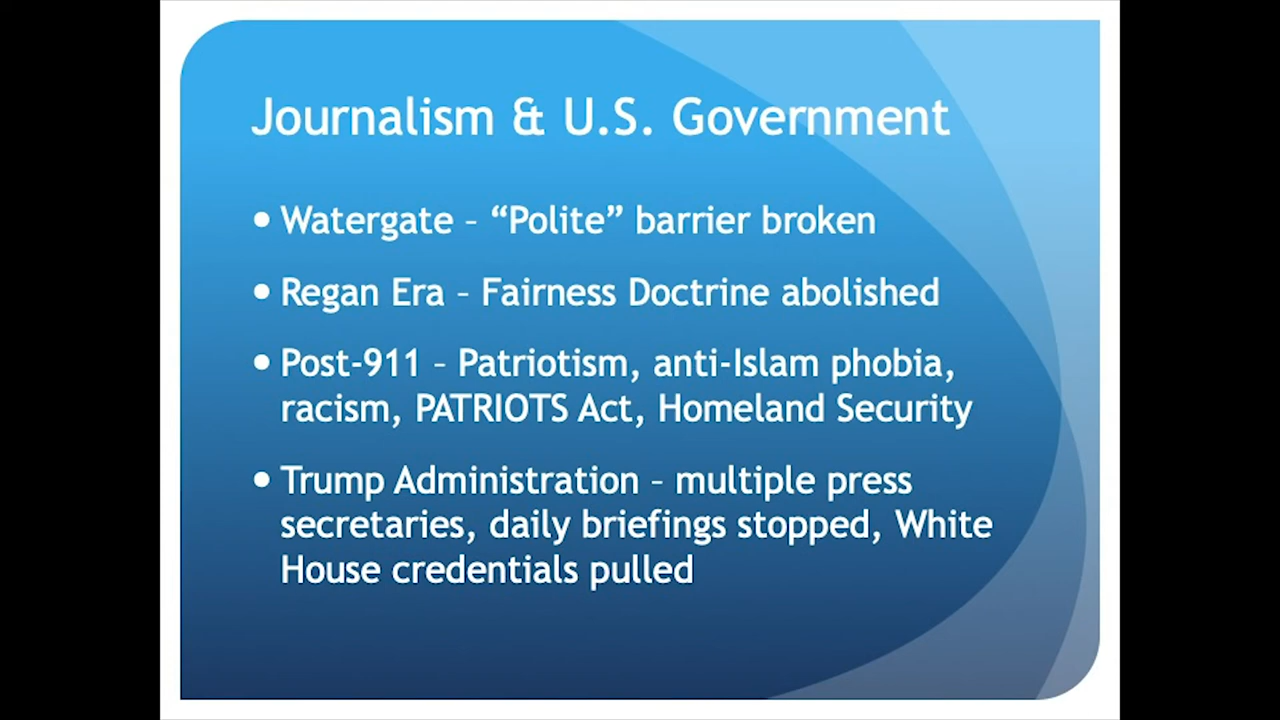 Journalism & U.S. Government
• Watergate – “Polite” barrier broken
• Regan Era – Fairness Doctrine abolished
• Post-911 – Patriotism, anti-Islam phobia,
racism, PATRIOTS Act, Homeland Security
• Trump Administration – multiple press
secretaries, daily briefings stopped, White
House credentials pulled